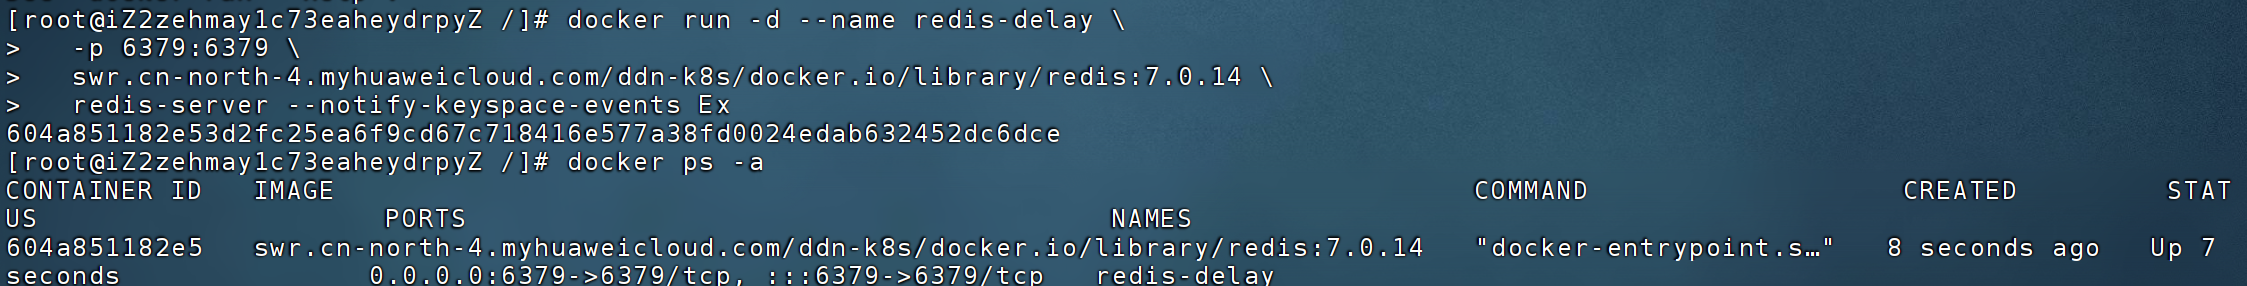 [root@iZ2zehmay1c73eaheydrpyZ /]# docker run -d --name redis-delay \
>   -p 6379:6379 \
>   swr.cn-north-4.myhuaweicloud.com/ddn-k8s/docker.io/library/redis:7.0.14 \
>   redis-server --notify-keyspace-events Ex
604a851182e53d2fc25ea6f9cd67c718416e577a38fd0024edab632452dc6dce
[root@iZ2zehmay1c73eaheydrpyZ /]# docker ps -a
CONTAINER ID   IMAGE   COMMAND   CREATED   STAT
US   PORTS   NAMES
604a851182e5   swr.cn-north-4.myhuaweicloud.com/ddn-k8s/docker.io/library/redis:7.0.14   "docker-entrypoint.s…"   8 seconds ago   Up 7
seconds   0.0.0.0:6379->6379/tcp, :::6379->6379/tcp   redis-delay